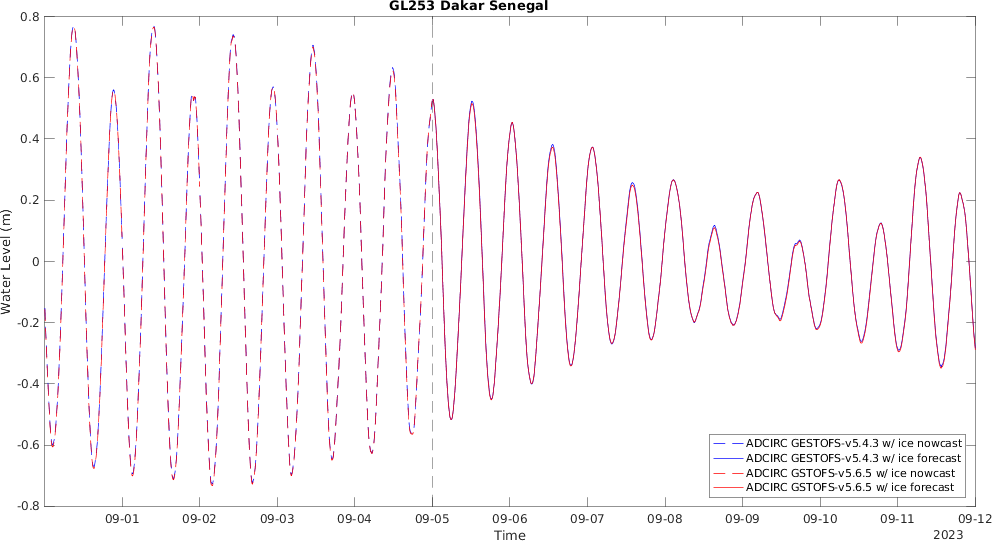 GL253 Dakar Senegal
0.8
0.6
0.4
0.2
0
-0.2
-0.4
-0.6
-0.8
Water Level (m)
ADCIRC GESTOFS-v5.4.3 w/ ice nowcast
ADCIRC GESTOFS-v5.4.3 w/ ice forecast
ADCIRC GSTOFS-v5.6.5 w/ ice nowcast
ADCIRC GSTOFS-v5.6.5 w/ ice forecast
09-01 09-02 09-03 09-04 09-05 09-06 09-07 09-08 09-09 09-10 09-11 09-12
Time
2023